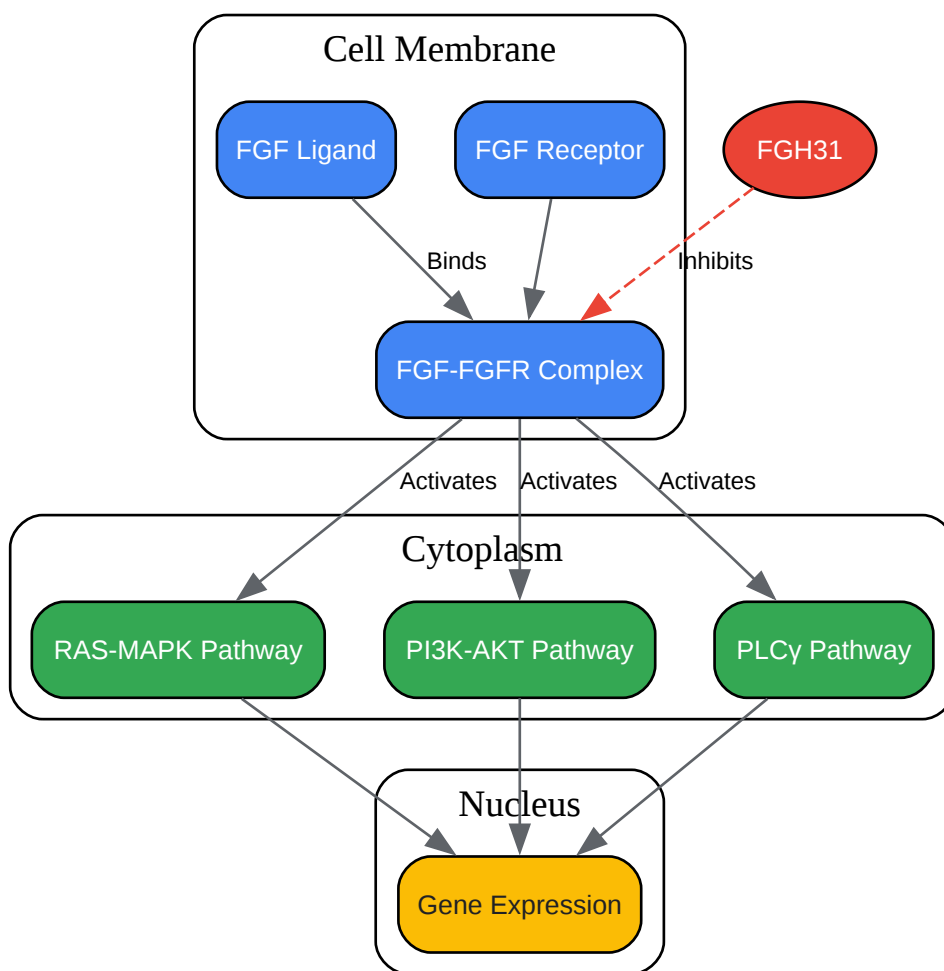 Cell Membrane
FGF Ligand
FGF Receptor
FGH31
Binds
Inhibits
FGF-FGFR Complex
Activates
Activates
Activates
Cytoplasm
RAS-MAPK Pathway
PI3K-AKT Pathway
PLCγ Pathway
Nucleus
Gene Expression